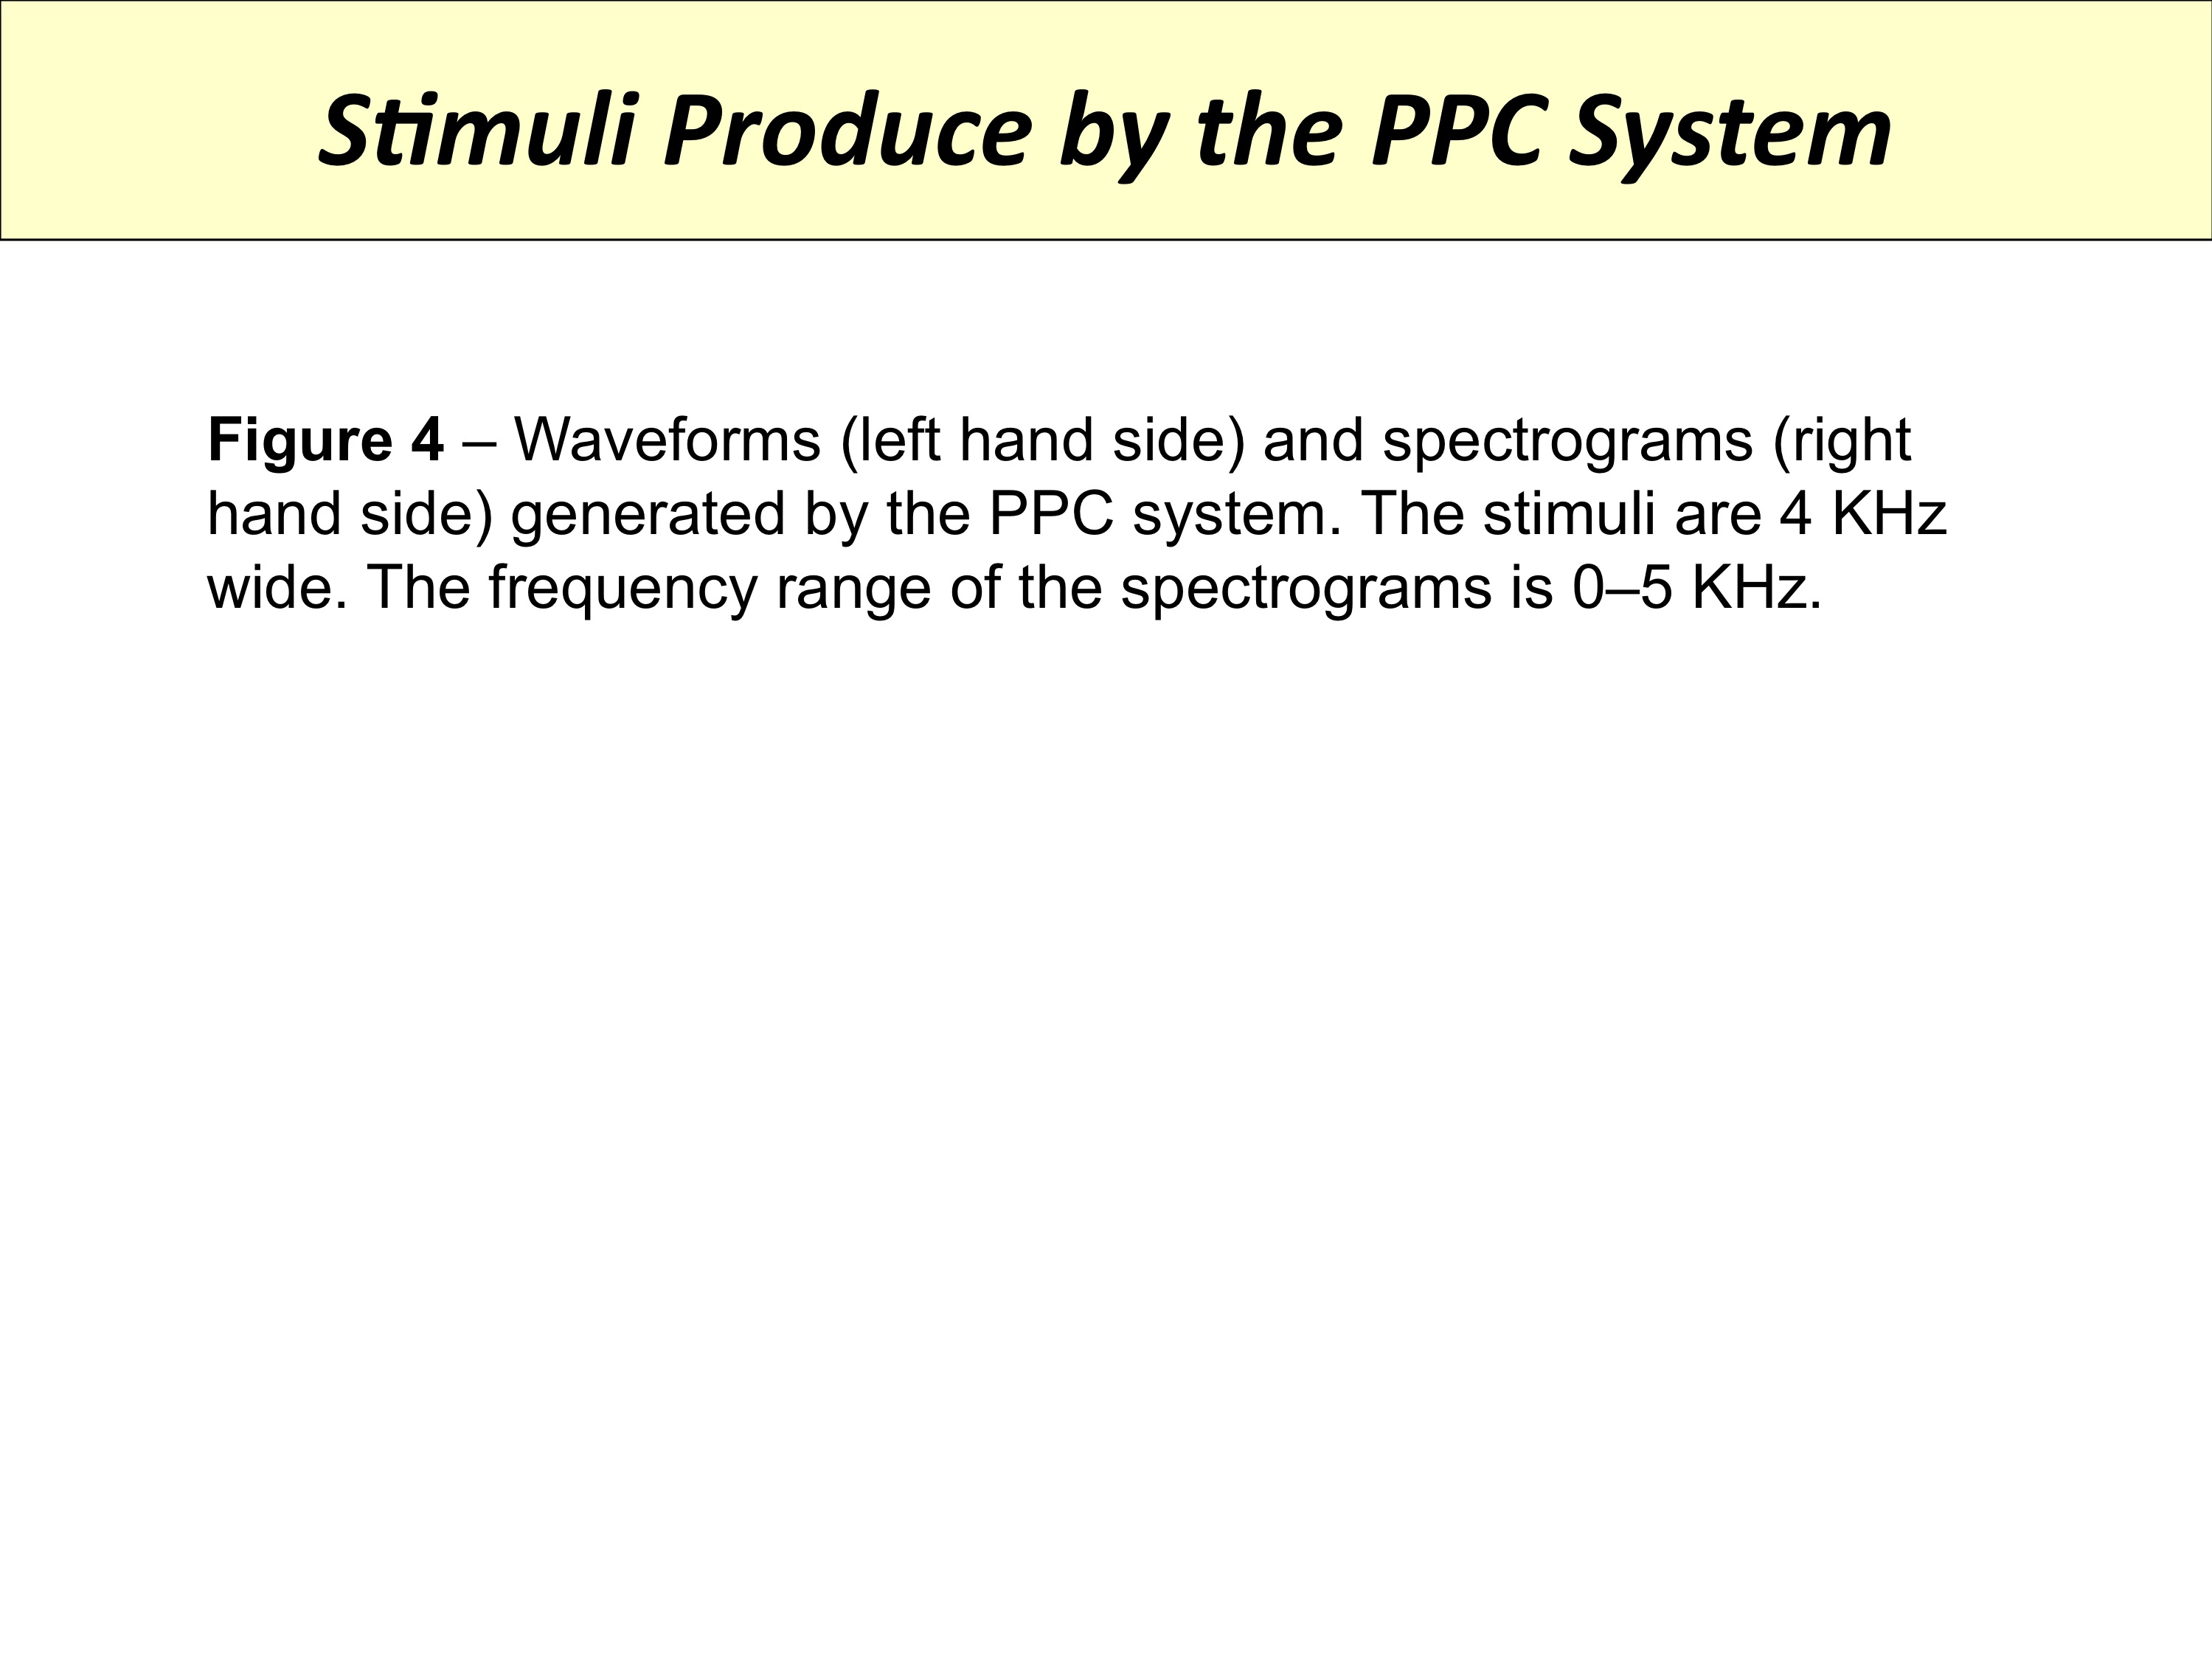 Stimuli Produce by the PPC System
Figure 4 – Waveforms (left hand side) and spectrograms (right
hand side) generated by the PPC system. The stimuli are 4 KHz
wide. The frequency range of the spectrograms is 0–5 KHz.